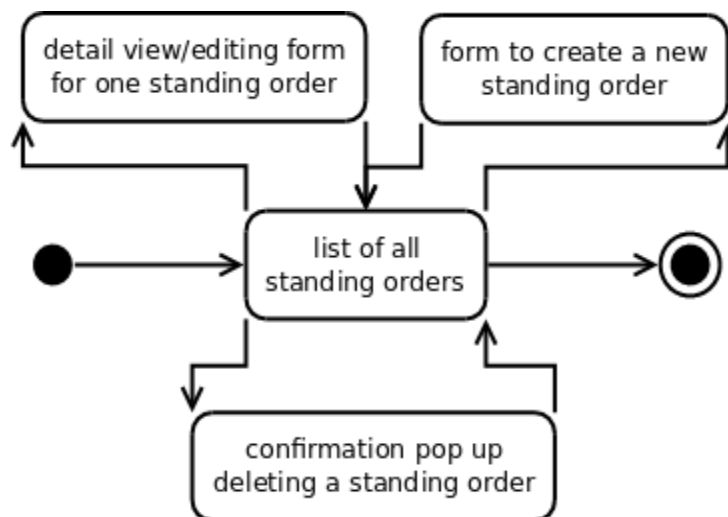 detail view/editing form
for one standing order
form to create a new
standing order
list of all
standing orders
confirmation pop up
deleting a standing order